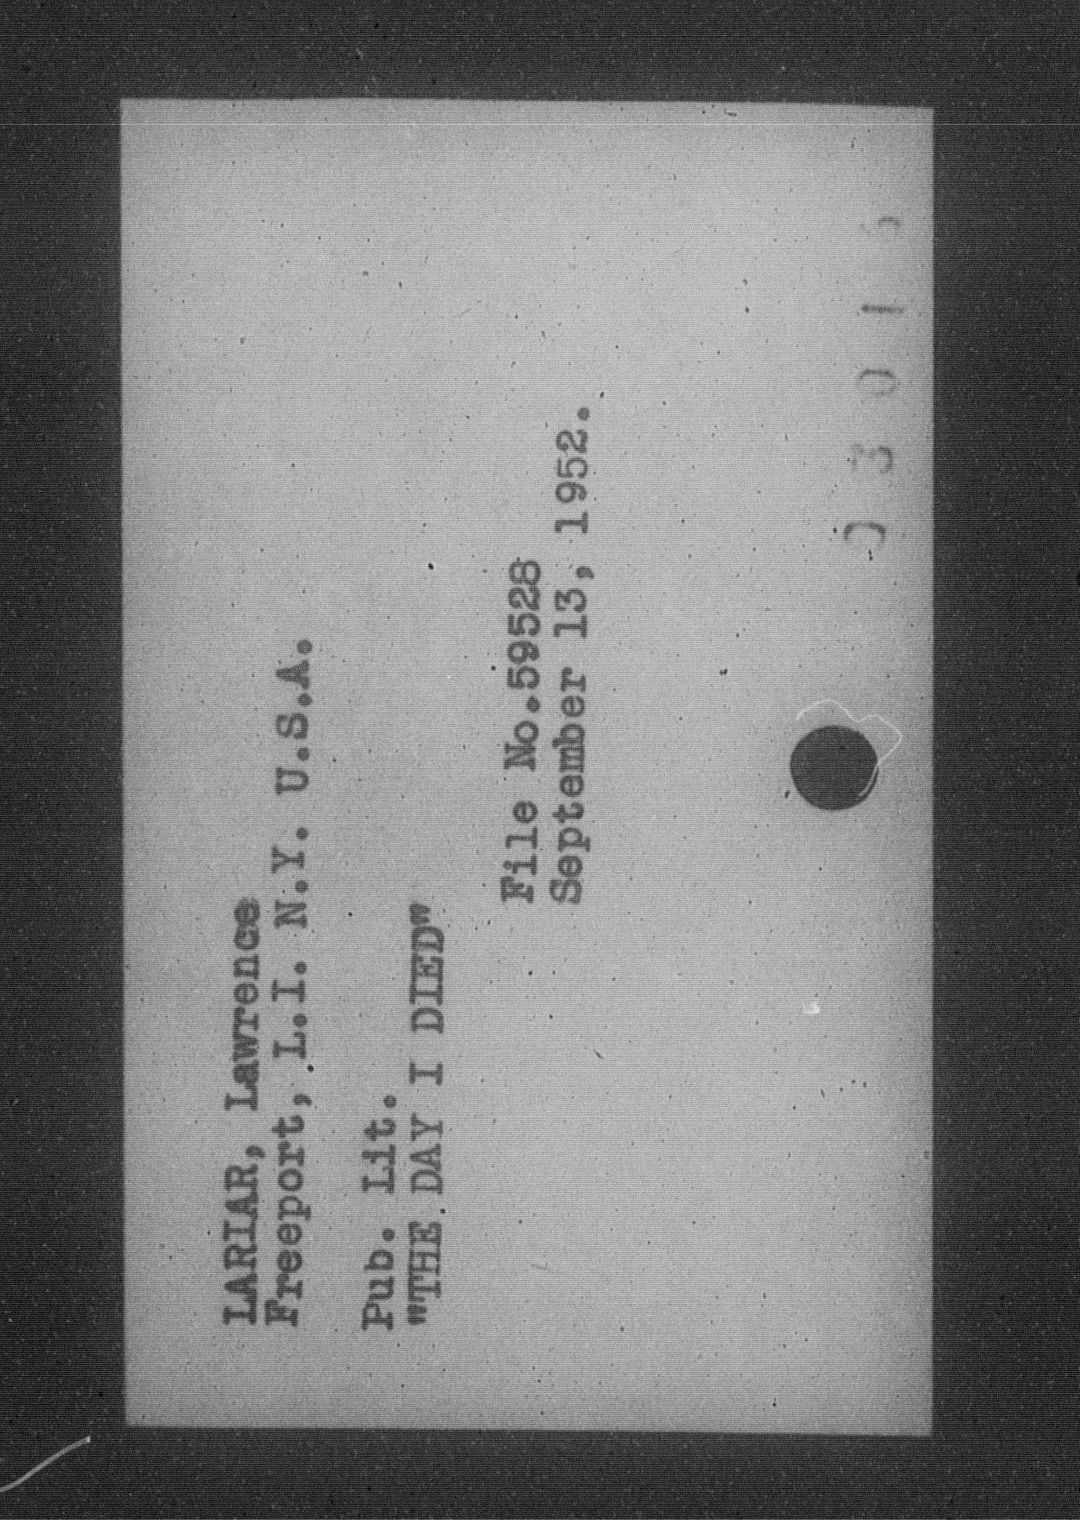 LARIAR, Lawrence
Freeport, L.I. N.Y. U.S.A.
Pub. Lit.
"THE DAY I DIED"
File No.59528
September 13, 1952.